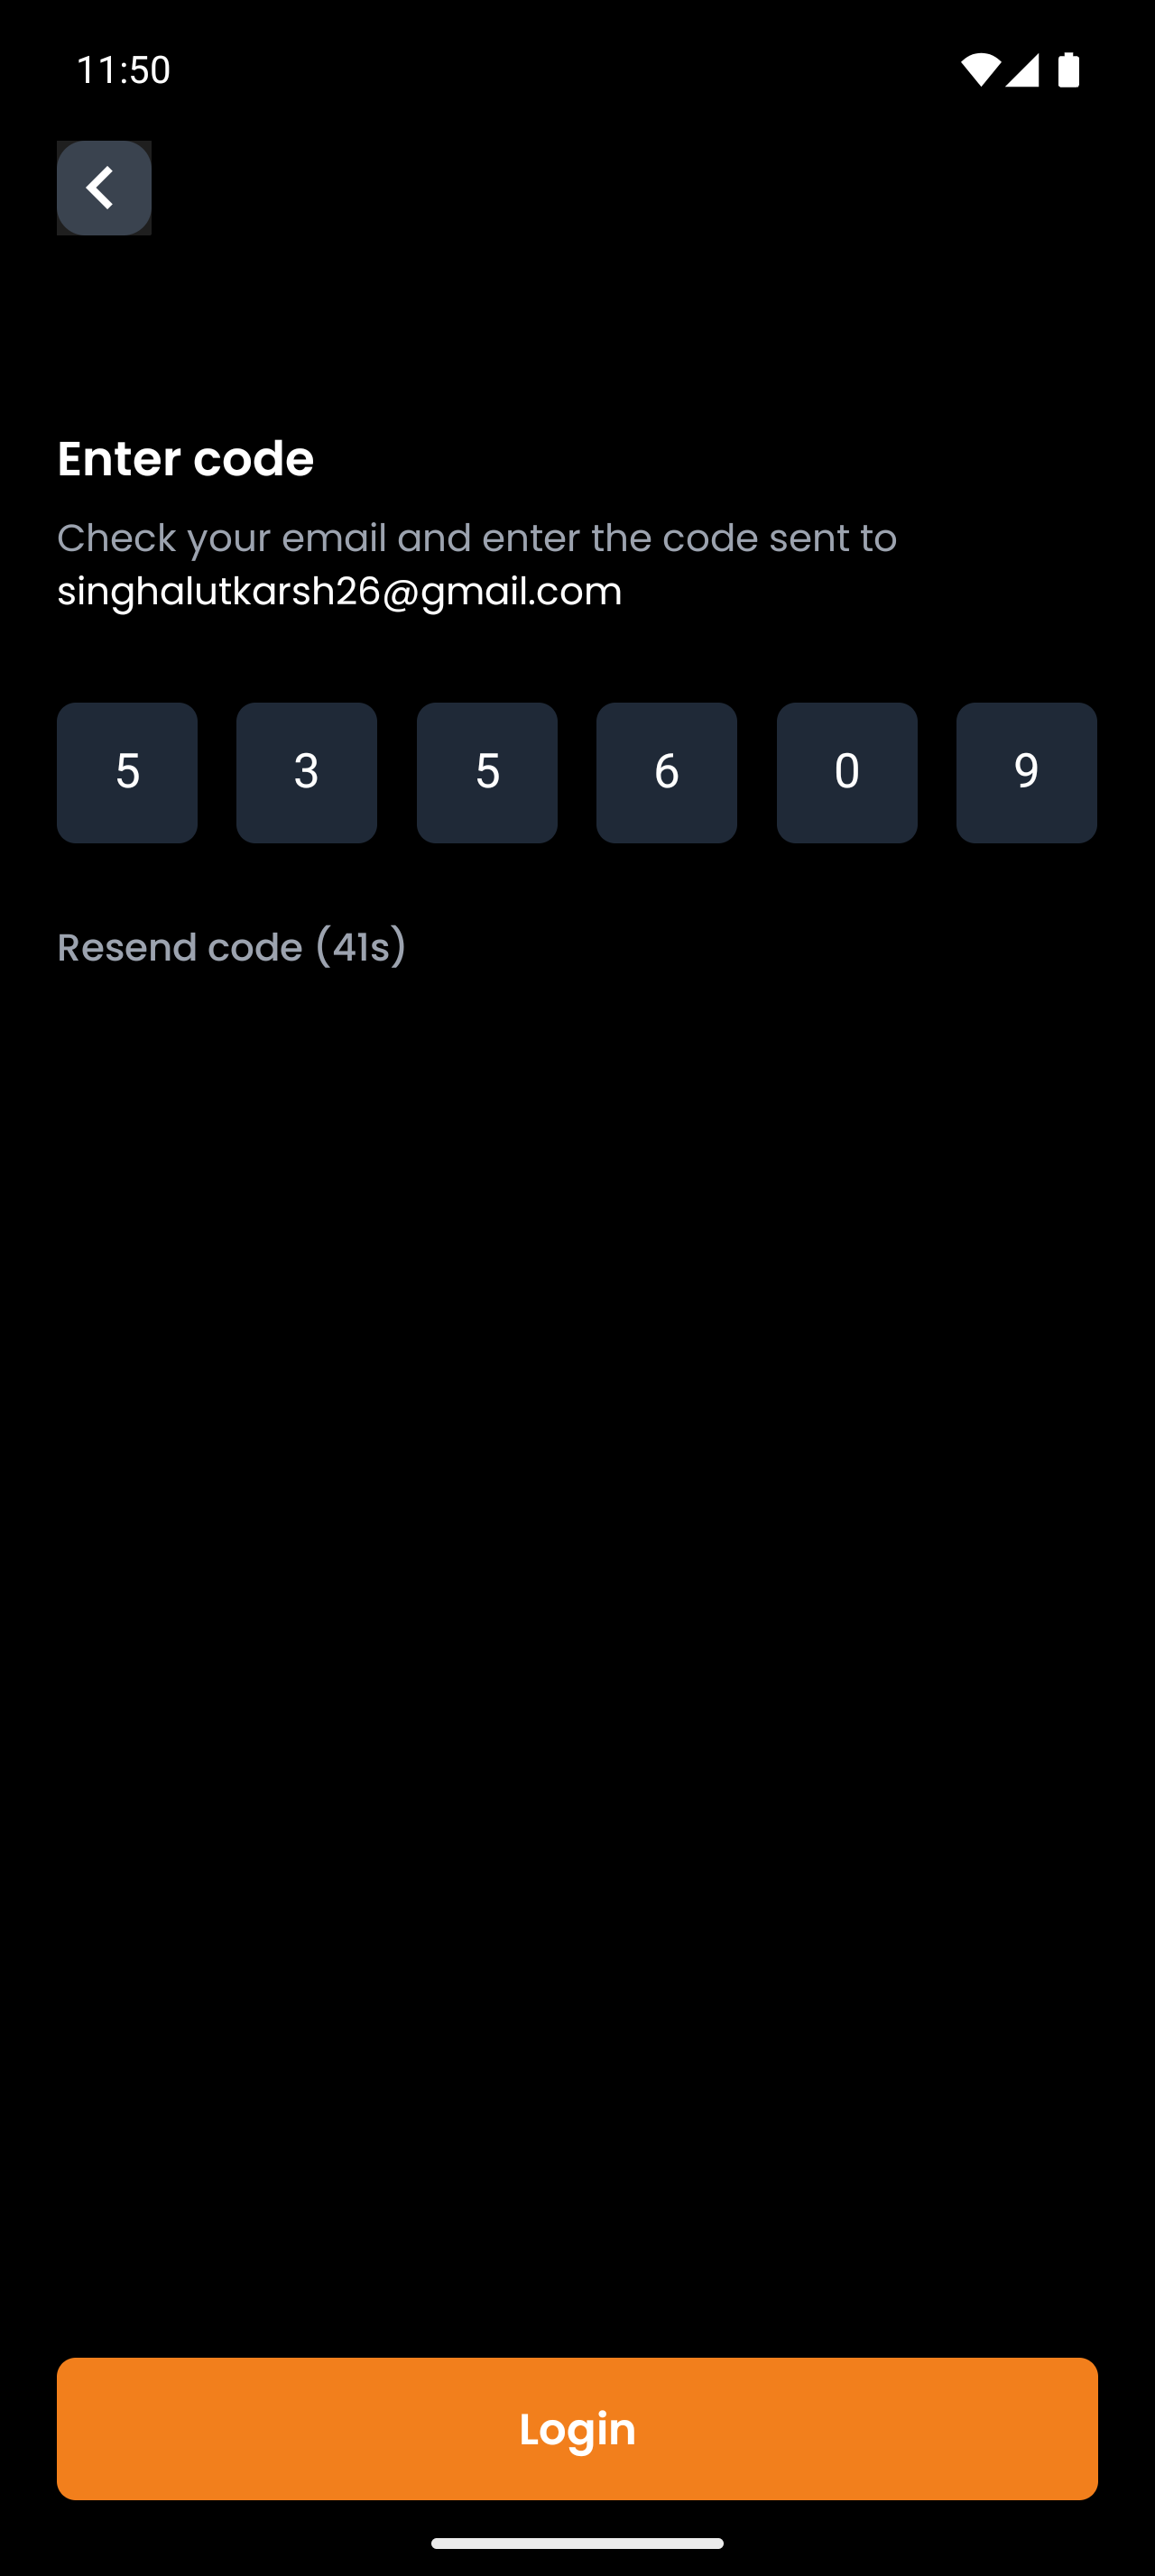 11:50
Enter code
Check your email and enter the code sent to
singhalutkarsh26@gmail.com
5 3 5 6 0 9
Resend code (41s)
Login